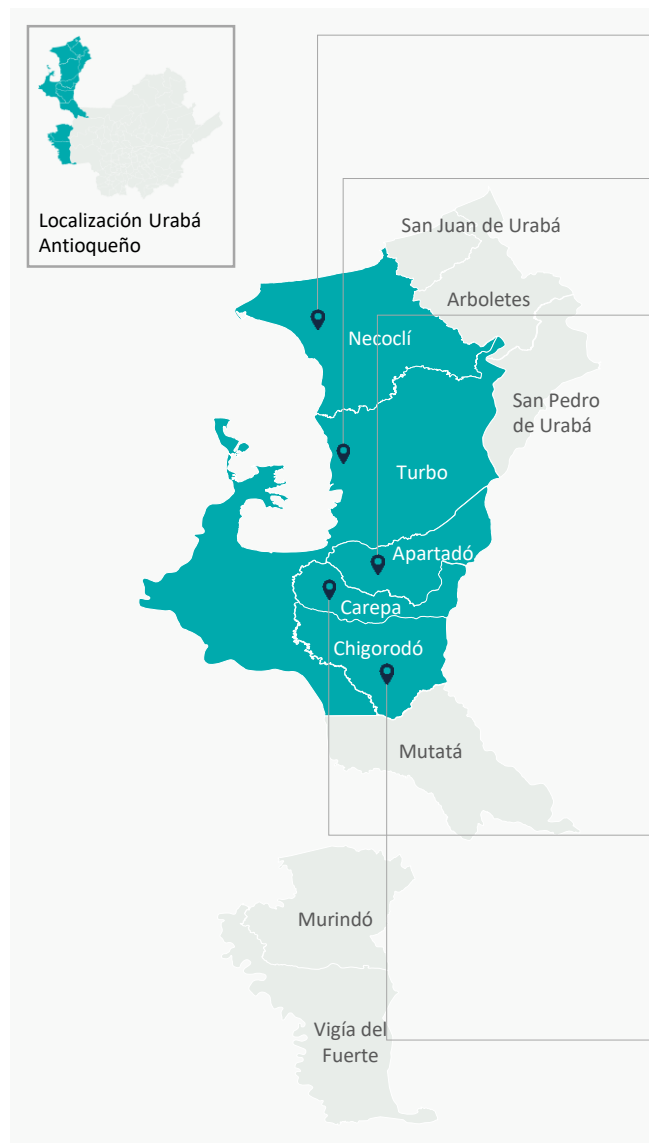 Localización Urabá
Antioqueño
San Juan de Urabá
Arboletes
Necoclí
San Pedro
de Urabá
Turbo
Apartadó
Carepa
Chigorodó
Mutatá
Murindó
Vigía del
Fuerte